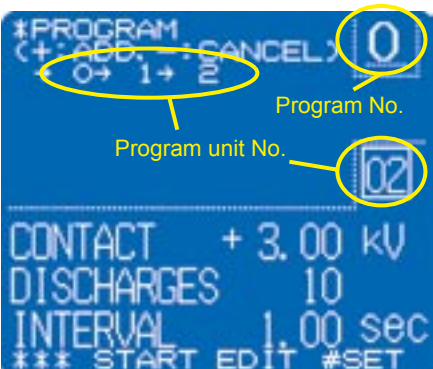 *PROGRAM
(+:ADD. -:CANCEL)
0
→ 0→ 1→ 2
Program No.
Program unit No.
02
CONTACT + 3.00 kV
DISCHARGES 10
INTERVAL 1.00 sec
*** START EDIT #SET